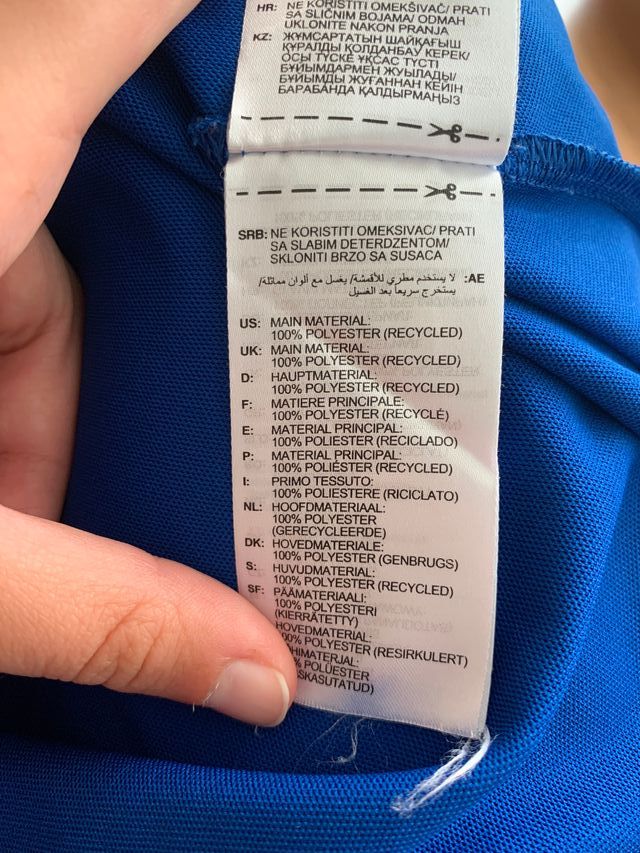 HR: NE KORISTITI OMEKŠIVAČ/ PRATI
SA SLIČNIM BOJAMA/ ODMAH
UKLONITE NAKON PRANJA
KZ: ЖҰМСАРТАТЫН ШАЙҚАҒЫШ
ҚҰРАЛДЫ ҚОЛДАНБАУ КЕРЕК/
ОСЫ ТҮСКЕ ҰҚСАС ТҮСТІ
БҰЙЫМДАРМЕН ЖУЫЛАДЫ/
БҰЙЫМДЫ ЖУҒАННАН КЕЙІН
БАРАБАНДА ҚАЛДЫРМАҢЫЗ
SRB: NE KORISTITI OMEKSIVAC/ PRATI
SA SLABIM DETERDZENTOM/
SKLONITI BRZO SA SUSACA
AE: لا يستخدم مطري للأقمشة/ يغسل مع ألوان مماثلة/
يستخرج سريعاً بعد الغسيل
US: MAIN MATERIAL:
100% POLYESTER (RECYCLED)
UK: MAIN MATERIAL:
100% POLYESTER (RECYCLED)
D: HAUPTMATERIAL:
100% POLYESTER (RECYCLED)
F: MATIERE PRINCIPALE:
100% POLYESTER (RECYCLÉ)
E: MATERIAL PRINCIPAL:
100% POLIESTER (RECICLADO)
P: MATERIAL PRINCIPAL:
100% POLIÉSTER (RECYCLED)
I: PRIMO TESSUTO:
100% POLIESTERE (RICICLATO)
NL: HOOFDMATERIAAL:
100% POLYESTER
(GERECYCLEERDE)
DK: HOVEDMATERIALE:
100% POLYESTER (GENBRUGS)
S: HUVUDMATERIAL:
100% POLYESTER (RECYCLED)
SF: PÄÄMATERIAALI:
100% POLYESTERI
(KIERRÄTETTY)
HOVEDMATERIAL:
POLYESTER (RESIRKULERT)
POLÜESTER